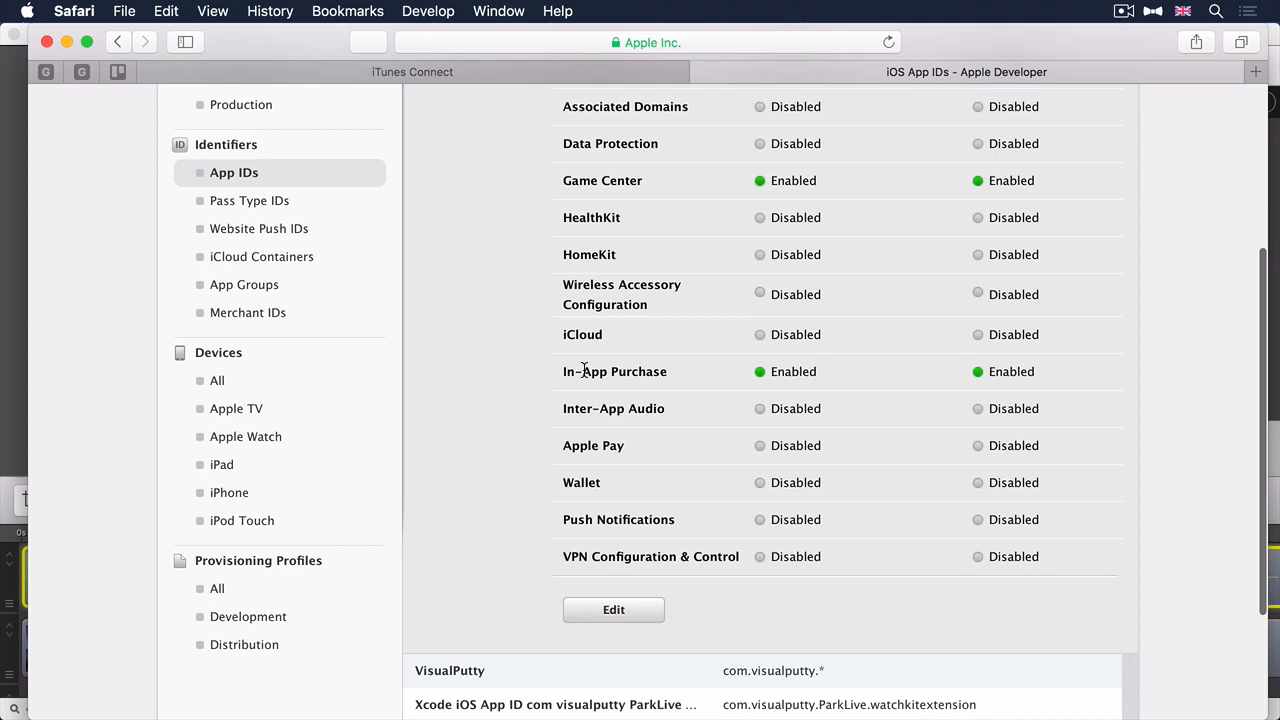 Safari File Edit View History Bookmarks Develop Window Help
Apple Inc.
G G iTunes Connect iOS App IDs - Apple Developer +
Production
Identifiers
ID
App IDs
Pass Type IDs
Website Push IDs
iCloud Containers
App Groups
Merchant IDs
Devices
All
Apple TV
Apple Watch
iPad
iPhone
iPod Touch
Provisioning Profiles
All
Development
Distribution
Associated Domains Disabled Disabled
Data Protection Disabled Disabled
Game Center Enabled Enabled
HealthKit Disabled Disabled
HomeKit Disabled Disabled
Wireless Accessory
Configuration Disabled Disabled
iCloud Disabled Disabled
In-App Purchase Enabled Enabled
Inter-App Audio Disabled Disabled
Apple Pay Disabled Disabled
Wallet Disabled Disabled
Push Notifications Disabled Disabled
VPN Configuration & Control Disabled Disabled
Edit
VisualPutty com.visualputty.*
Xcode iOS App ID com visualputty ParkLive ... com.visualputty.ParkLive.watchkitextension
0s